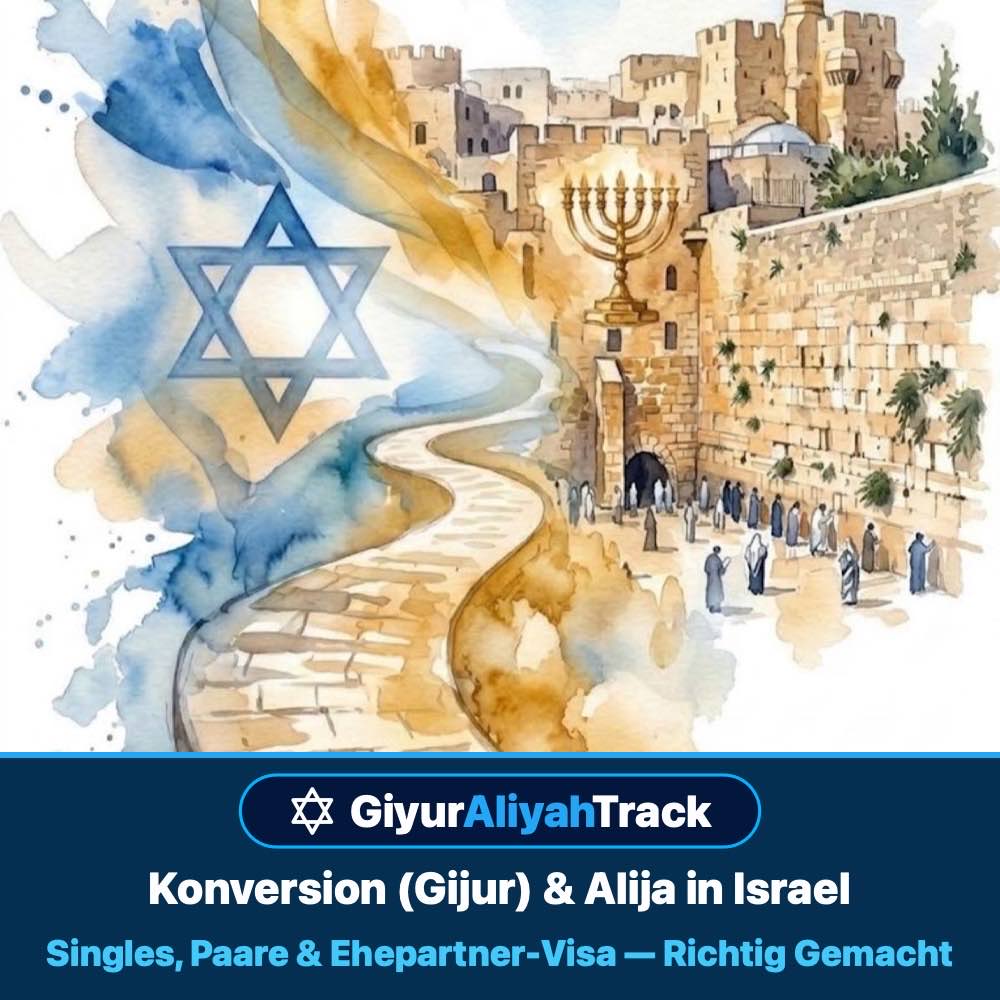 GiyurAliyahTrack
Konversion (Gijur) & Alija in Israel
Singles, Paare & Ehepartner-Visa — Richtig Gemacht